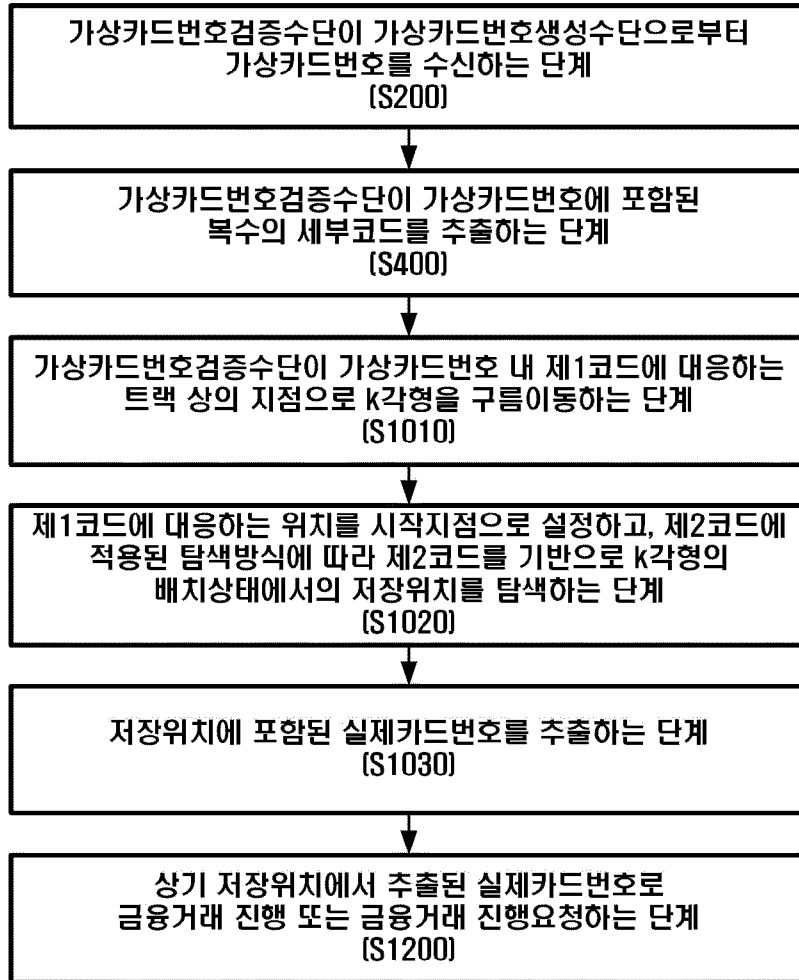 가상카드번호검증수단이 가상카드번호생성수단으로부터
가상카드번호를 수신하는 단계
(S200)
가상카드번호검증수단이 가상카드번호에 포함된
복수의 세부코드를 추출하는 단계
(S400)
가상카드번호검증수단이 가상카드번호 내 제1코드에 대응하는
트랙 상의 지점으로 k각형을 구름이동하는 단계
(S1010)
제1코드에 대응하는 위치를 시작지점으로 설정하고, 제2코드에
적용된 탐색방식에 따라 제2코드를 기반으로 k각형의
배치상태에서의 저장위치를 탐색하는 단계
(S1020)
저장위치에 포함된 실제카드번호를 추출하는 단계
(S1030)
상기 저장위치에서 추출된 실제카드번호로
금융거래 진행 또는 금융거래 진행요청하는 단계
(S1200)